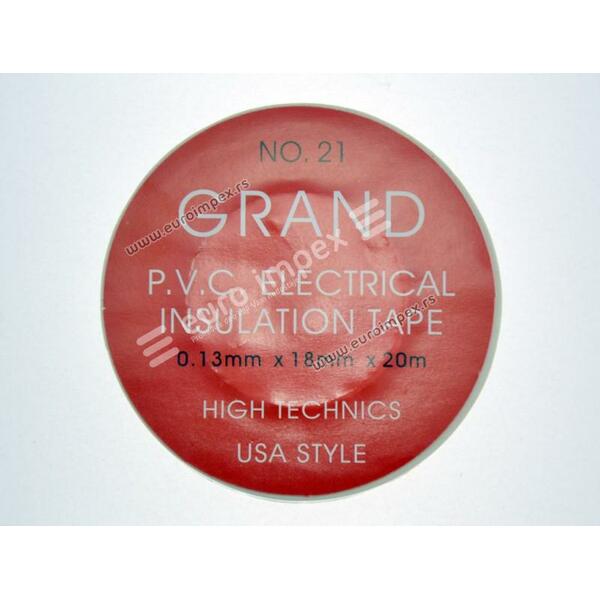 NO. 21
GRAND
P.V.C. ELECTRICAL
INSULATION TAPE
0.13mm x 18mm x 20m
HIGH TECHNICS
USA STYLE
www.euroimpex.rs
euro impex
www.euroimpex.rs